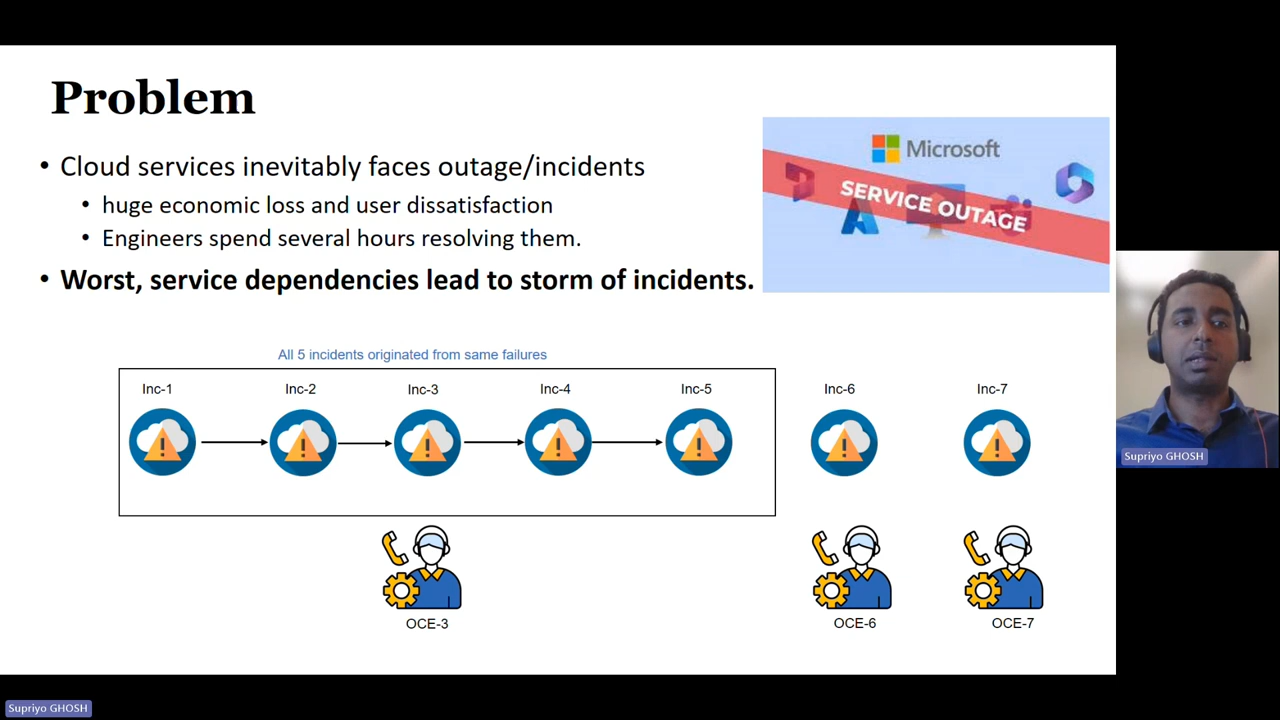 Problem
• Cloud services inevitably faces outage/incidents
• huge economic loss and user dissatisfaction
• Engineers spend several hours resolving them.
• Worst, service dependencies lead to storm of incidents.
Microsoft
SERVICE OUTAGE
All 5 incidents originated from same failures
Inc-1 Inc-2 Inc-3 Inc-4 Inc-5 Inc-6 Inc-7
OCE-3 OCE-6 OCE-7
Supriyo GHOSH
Supriyo GHOSH